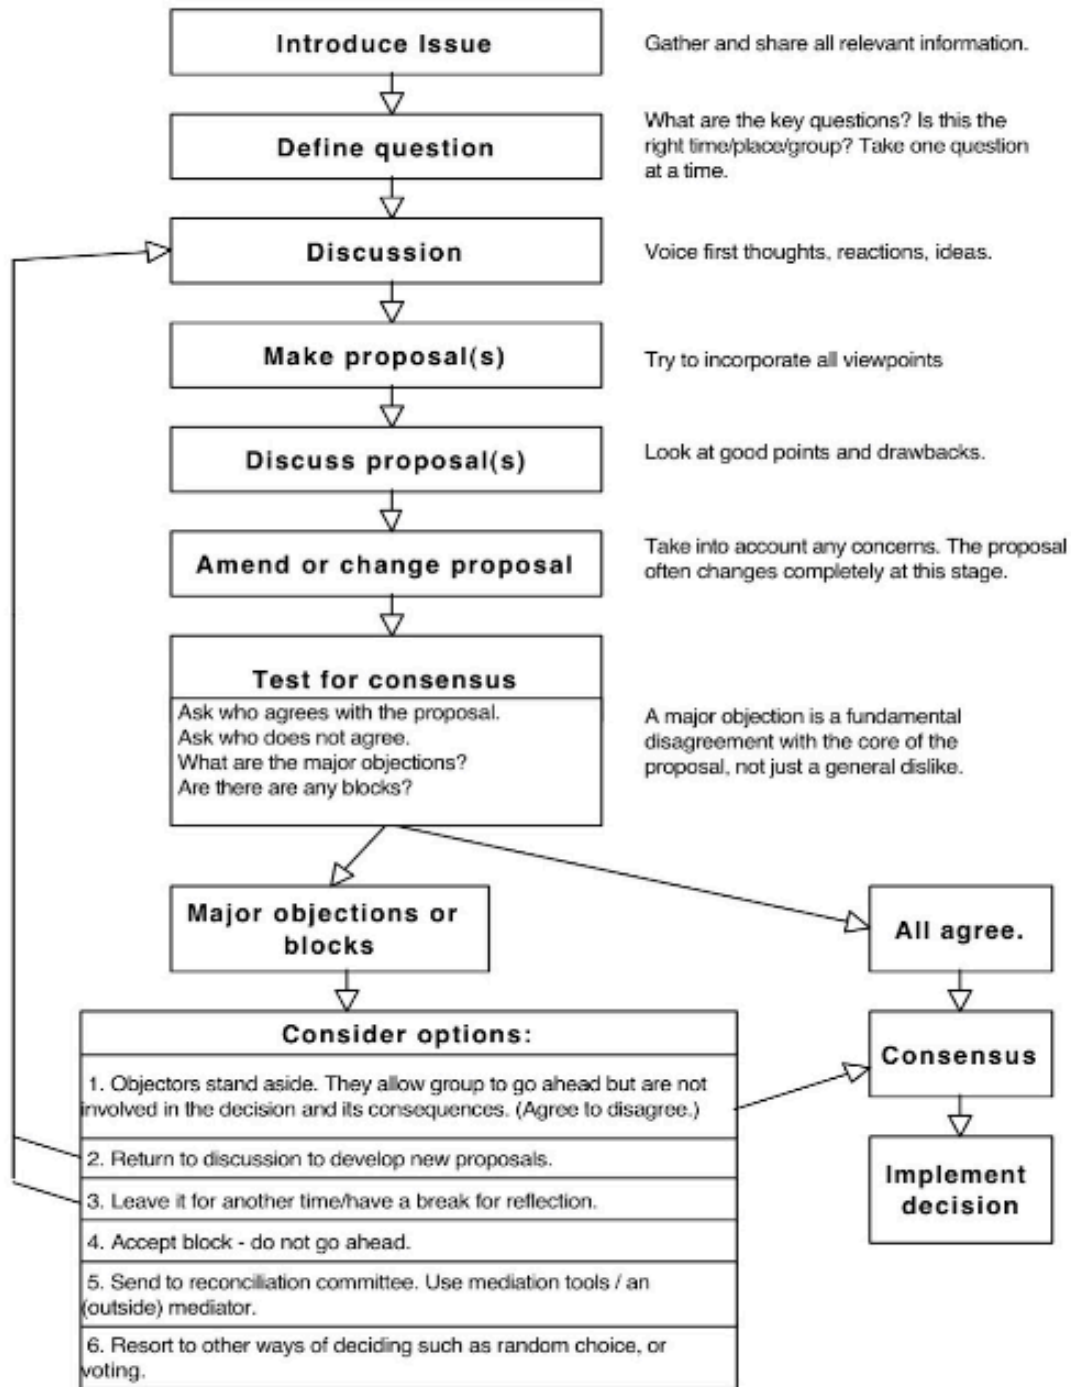 Introduce Issue
Gather and share all relevant information.
Define question
What are the key questions? Is this the
right time/place/group? Take one question
at a time.
Discussion
Voice first thoughts, reactions, ideas.
Make proposal(s)
Try to incorporate all viewpoints
Discuss proposal(s)
Look at good points and drawbacks.
Amend or change proposal
Take into account any concerns. The proposal
often changes completely at this stage.
Test for consensus
Ask who agrees with the proposal.
Ask who does not agree.
What are the major objections?
Are there are any blocks?
A major objection is a fundamental
disagreement with the core of the
proposal, not just a general dislike.
Major objections or
blocks
All agree.
Consider options:
1. Objectors stand aside. They allow group to go ahead but are not
involved in the decision and its consequences. (Agree to disagree.)
2. Return to discussion to develop new proposals.
3. Leave it for another time/have a break for reflection.
4. Accept block - do not go ahead.
5. Send to reconciliation committee. Use mediation tools / an
(outside) mediator.
6. Resort to other ways of deciding such as random choice, or
voting.
Consensus
Implement
decision